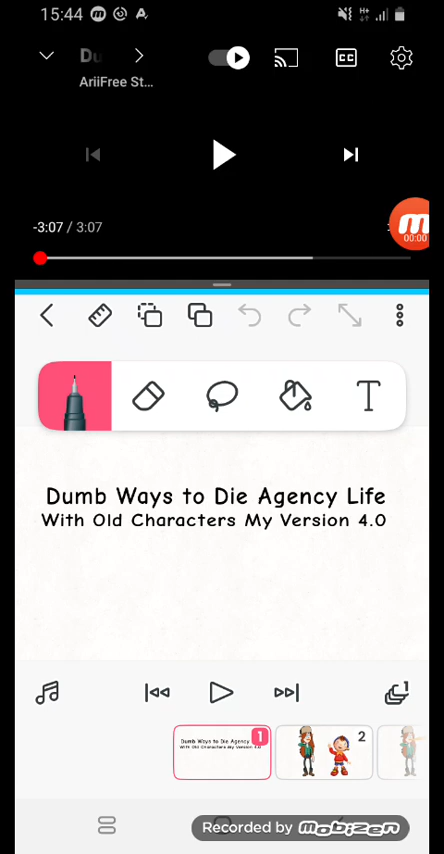 15:44
H+
Du
CC
AriiFree St...
-3:07 / 3:07
00:00
T
Dumb Ways to Die Agency Life
With Old Characters My Version 4.0
1
Dumb Ways to Die Agency
With Old Characters My Version 4.0
1
2
Recorded by Mobizen